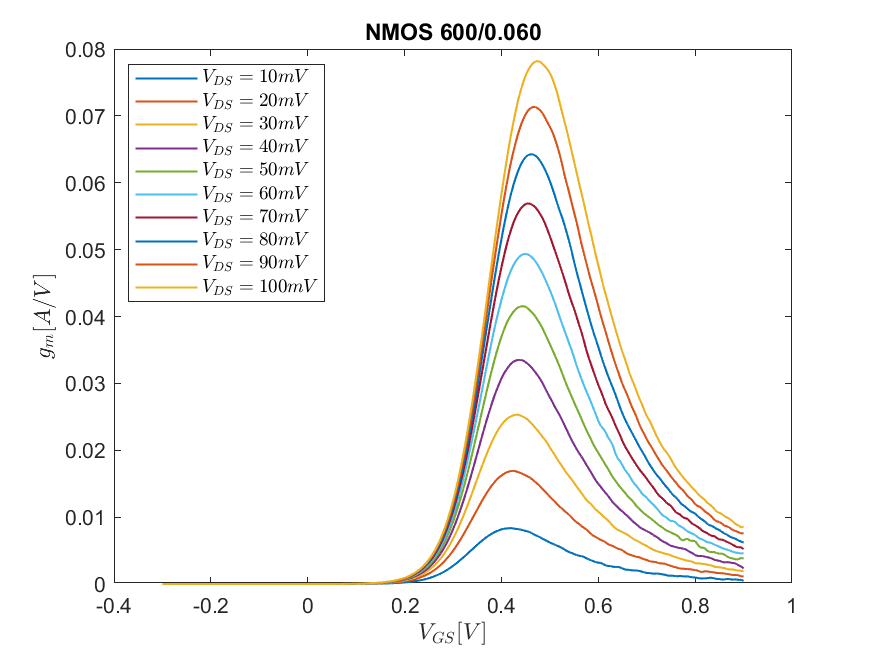 NMOS 600/0.060
0.08
0.07
0.06
0.05
0.04
0.03
0.02
0.01
0
g_m[A/V]
V_DS = 10mV
V_DS = 20mV
V_DS = 30mV
V_DS = 40mV
V_DS = 50mV
V_DS = 60mV
V_DS = 70mV
V_DS = 80mV
V_DS = 90mV
V_DS = 100mV
-0.4 -0.2 0 0.2 0.4 0.6 0.8 1
V_GS[V]